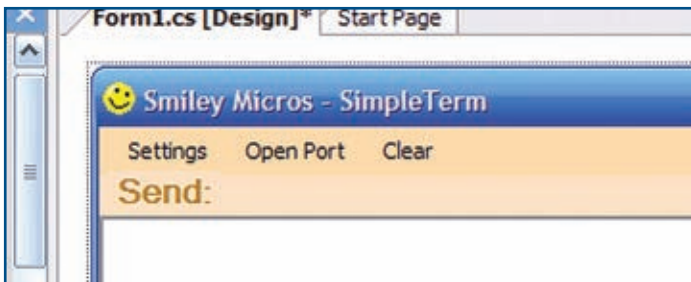 Form1.cs [Design]* Start Page
Smiley Micros - SimpleTerm
Settings Open Port Clear
Send: